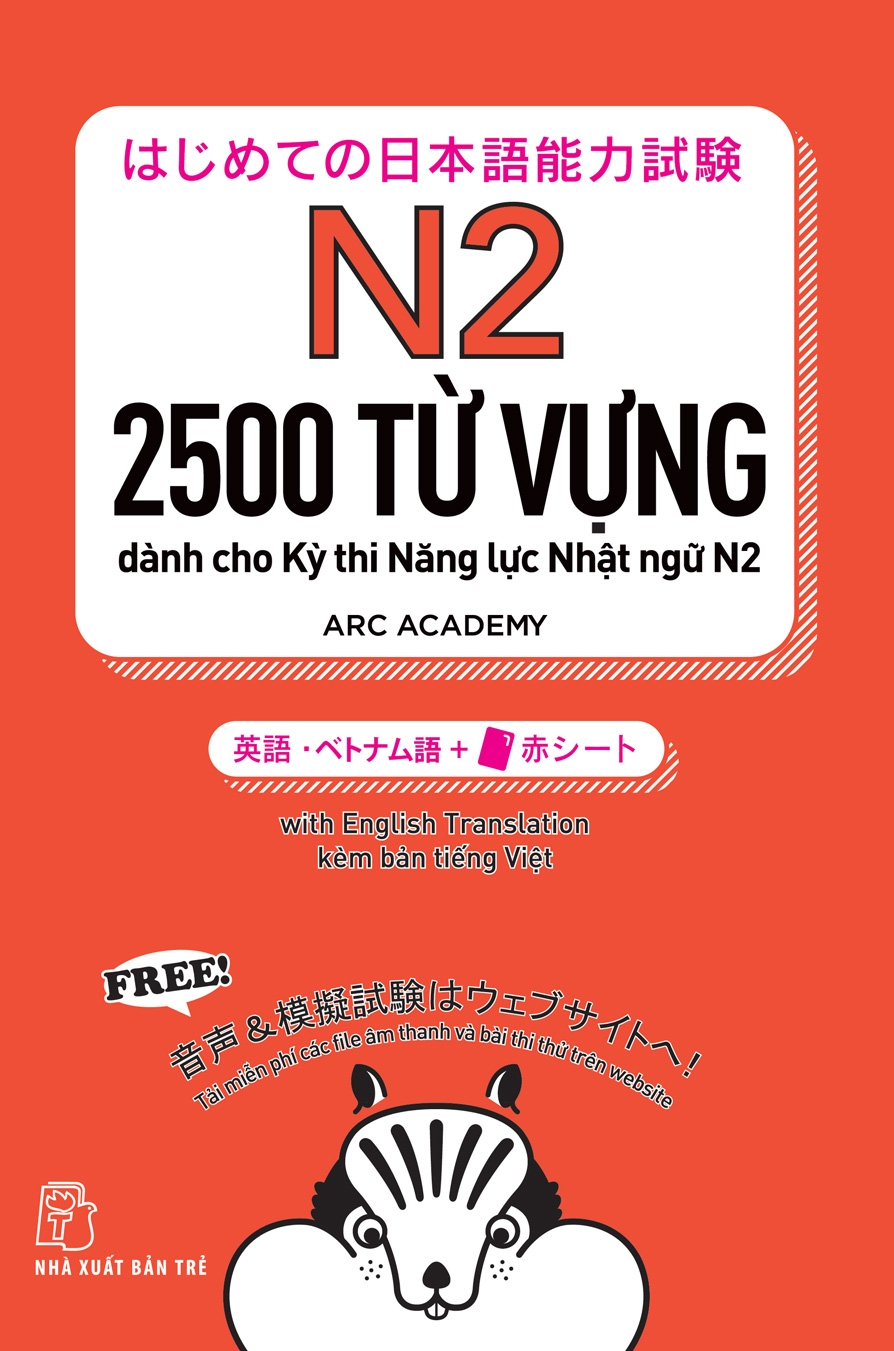 はじめての日本語能力試験
N2
2500 TỪ VỰNG
dành cho Kỳ thi Năng lực Nhật ngữ N2
ARC ACADEMY
英語・ベトナム語 + 赤シート
with English Translation
kèm bản tiếng Việt
FREE!
音声&模擬試験はウェブサイトへ!
Tải miễn phí các file âm thanh và bài thi thử trên website
T
NHÀ XUẤT BẢN TRẺ